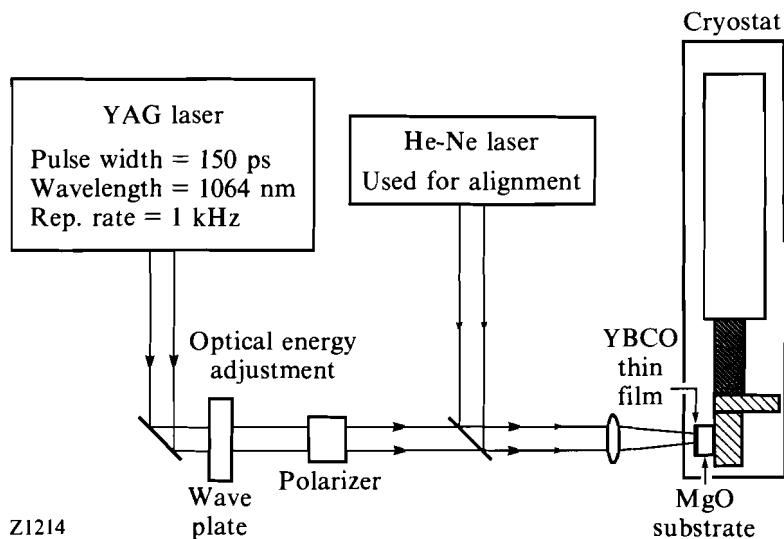 Cryostat
YAG laser
Pulse width = 150 ps
Wavelength = 1064 nm
Rep. rate = 1 kHz
He-Ne laser
Used for alignment
Optical energy
adjustment
YBCO
thin
film
Wave
plate
Polarizer
MgO
substrate
Z1214